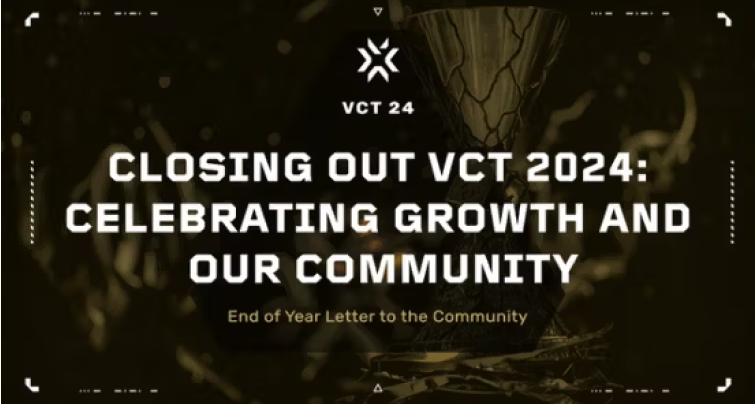 VCT 24
CLOSING OUT VCT 2024:
CELEBRATING GROWTH AND
OUR COMMUNITY
End of Year Letter to the Community